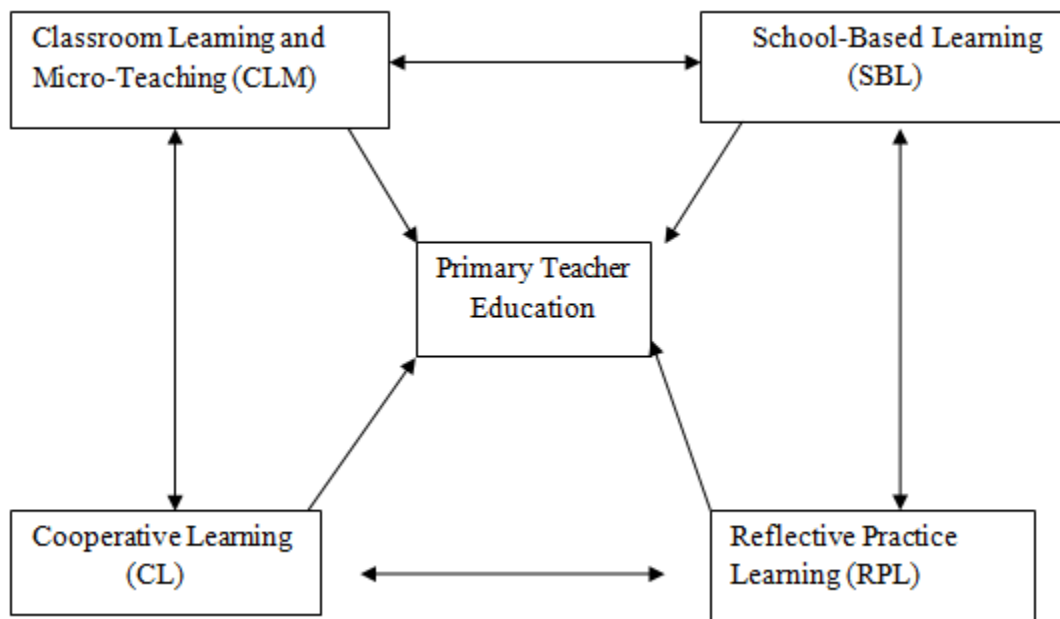 Classroom Learning and
Micro-Teaching (CLM)
School-Based Learning
(SBL)
Primary Teacher
Education
Cooperative Learning
(CL)
Reflective Practice
Learning (RPL)